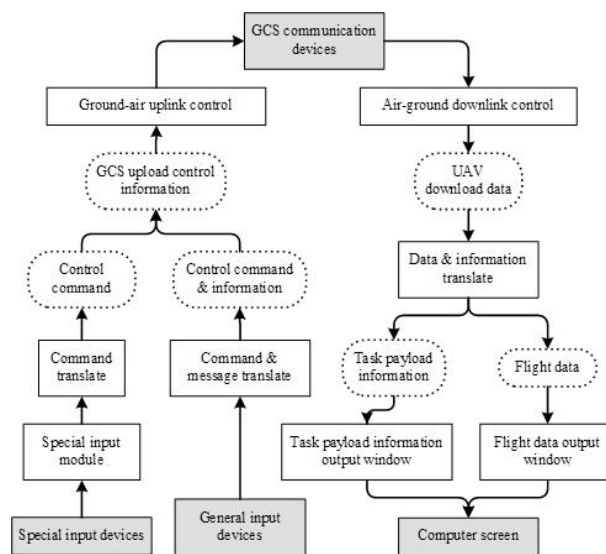 GCS communication
devices
Ground-air uplink control
Air-ground downlink control
GCS upload control
information
UAV
download data
Data & information
translate
Control
command
Control command
& information
Task payload
information
Flight data
Command
translate
Command &
message translate
Special input
module
Task payload information
output window
Flight data output
window
Special input devices
General input
devices
Computer screen